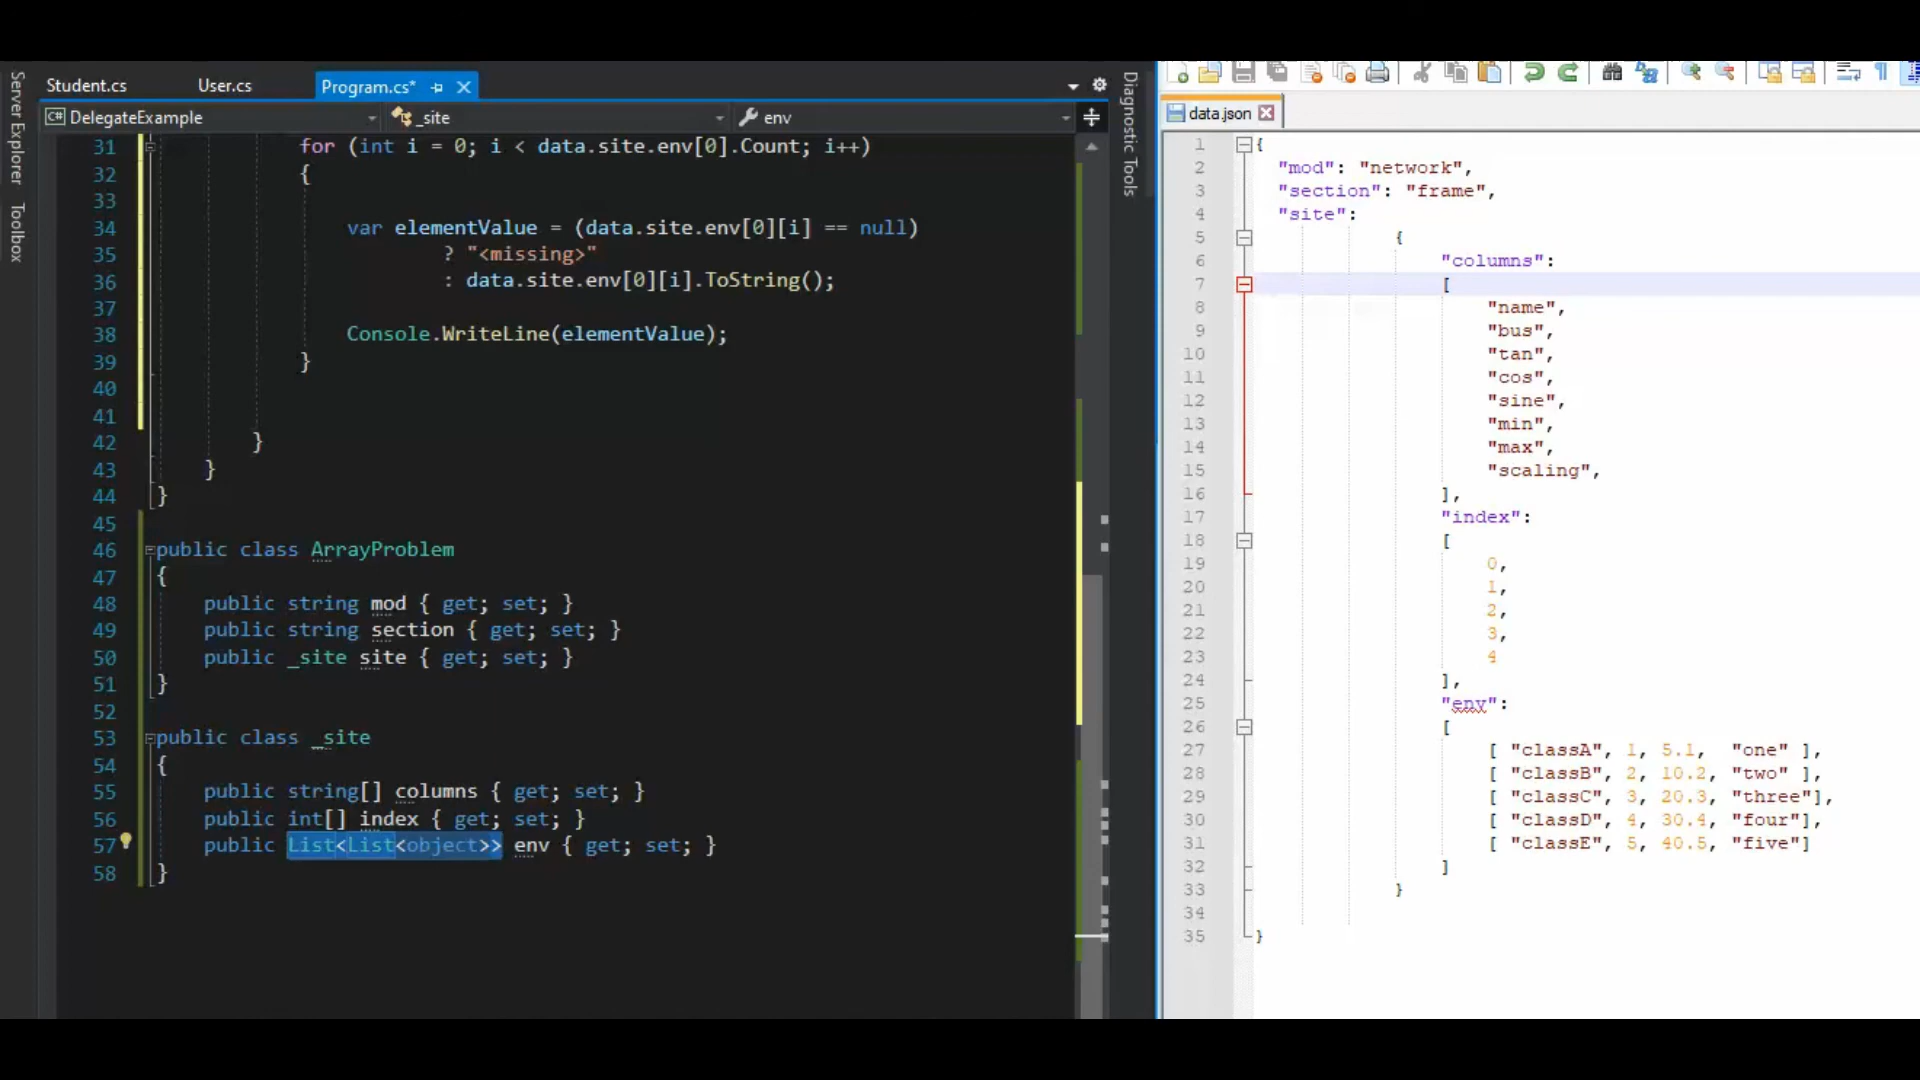 Server Explorer
Toolbox
Student.cs
User.cs
Program.cs*
C# DelegateExample
_site
env
31 for (int i = 0; i < data.site.env[0].Count; i++)
32 {
33
34 var elementValue = (data.site.env[0][i] == null)
35 ? "<missing>"
36 : data.site.env[0][i].ToString();
37
38 Console.WriteLine(elementValue);
39 }
40
41
42 }
43 }
44 }
45
46 public class ArrayProblem
47 {
48 public string mod { get; set; }
49 public string section { get; set; }
50 public _site site { get; set; }
51 }
52
53 public class _site
54 {
55 public string[] columns { get; set; }
56 public int[] index { get; set; }
57 public List<List<object>> env { get; set; }
58 }
Diagnostic Tools
data.json
1 {
2 "mod": "network",
3 "section": "frame",
4 "site":
5 {
6 "columns":
7 [
8 "name",
9 "bus",
10 "tan",
11 "cos",
12 "sine",
13 "min",
14 "max",
15 "scaling",
16 ],
17 "index":
18 [
19 0,
20 1,
21 2,
22 3,
23 4
24 ],
25 "env":
26 [
27 [ "classA", 1, 5.1, "one" ],
28 [ "classB", 2, 10.2, "two" ],
29 [ "classC", 3, 20.3, "three"],
30 [ "classD", 4, 30.4, "four"],
31 [ "classE", 5, 40.5, "five"]
32 ]
33 }
34
35 }